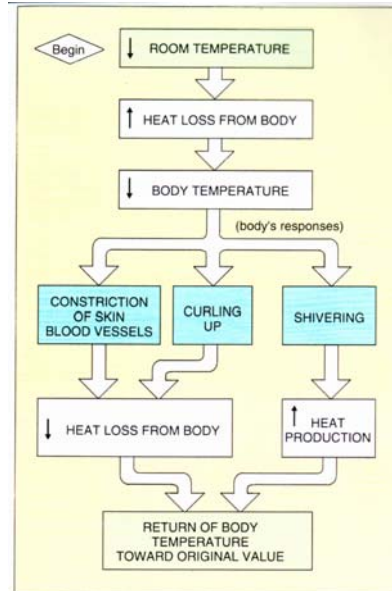 Begin
↓ ROOM TEMPERATURE
↑ HEAT LOSS FROM BODY
↓ BODY TEMPERATURE
(body's responses)
CONSTRICTION
OF SKIN
BLOOD VESSELS
CURLING
UP
SHIVERING
↓ HEAT LOSS FROM BODY
↑ HEAT
PRODUCTION
RETURN OF BODY
TEMPERATURE
TOWARD ORIGINAL VALUE